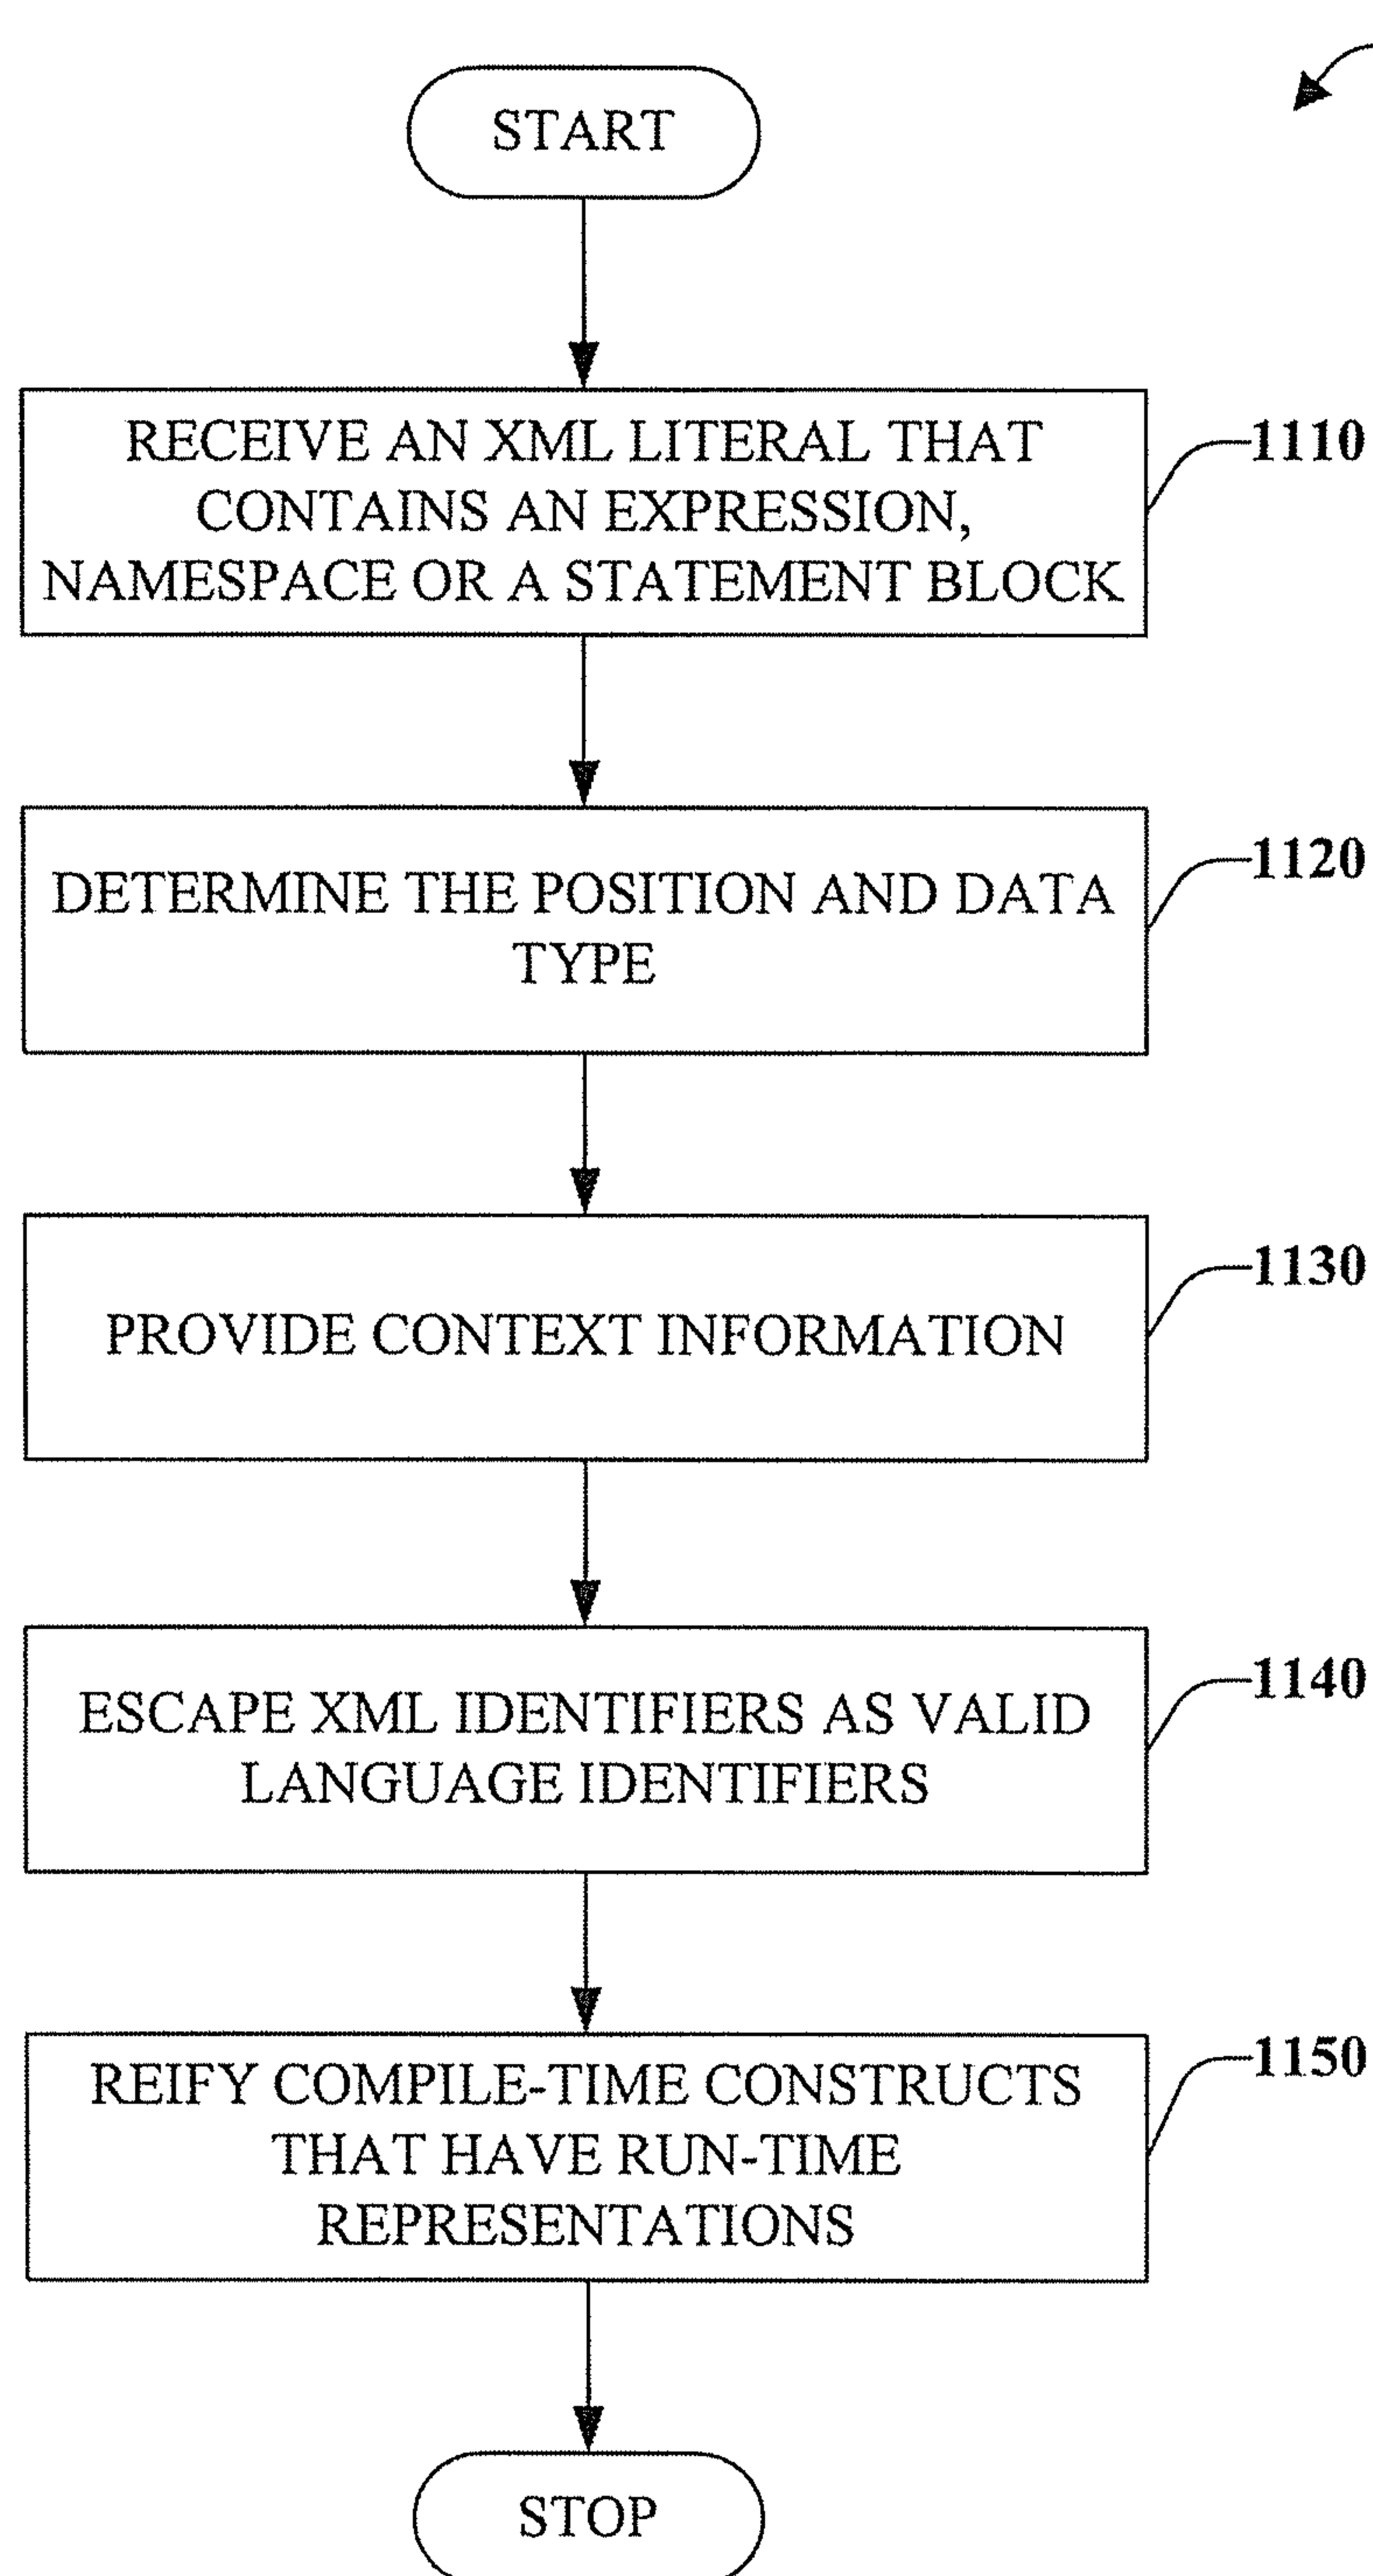 START
RECEIVE AN XML LITERAL THAT
CONTAINS AN EXPRESSION,
NAMESPACE OR A STATEMENT BLOCK
1110
DETERMINE THE POSITION AND DATA
TYPE
1120
PROVIDE CONTEXT INFORMATION
1130
ESCAPE XML IDENTIFIERS AS VALID
LANGUAGE IDENTIFIERS
1140
REIFY COMPILE-TIME CONSTRUCTS
THAT HAVE RUN-TIME
REPRESENTATIONS
1150
STOP